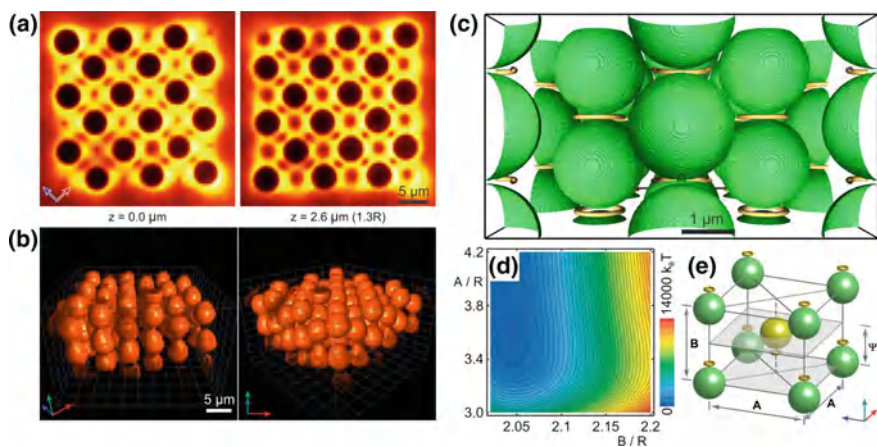 (a)
5 μm
z = 0.0 μm
z = 2.6 μm (1.3R)
(b)
5 μm
(c)
1 μm
(d)
4.2
A / R
3.8
3.4
3.0
2.05
2.1
2.15
2.2
B / R
14000 kBT
0
(e)
B
Ψ
A
A